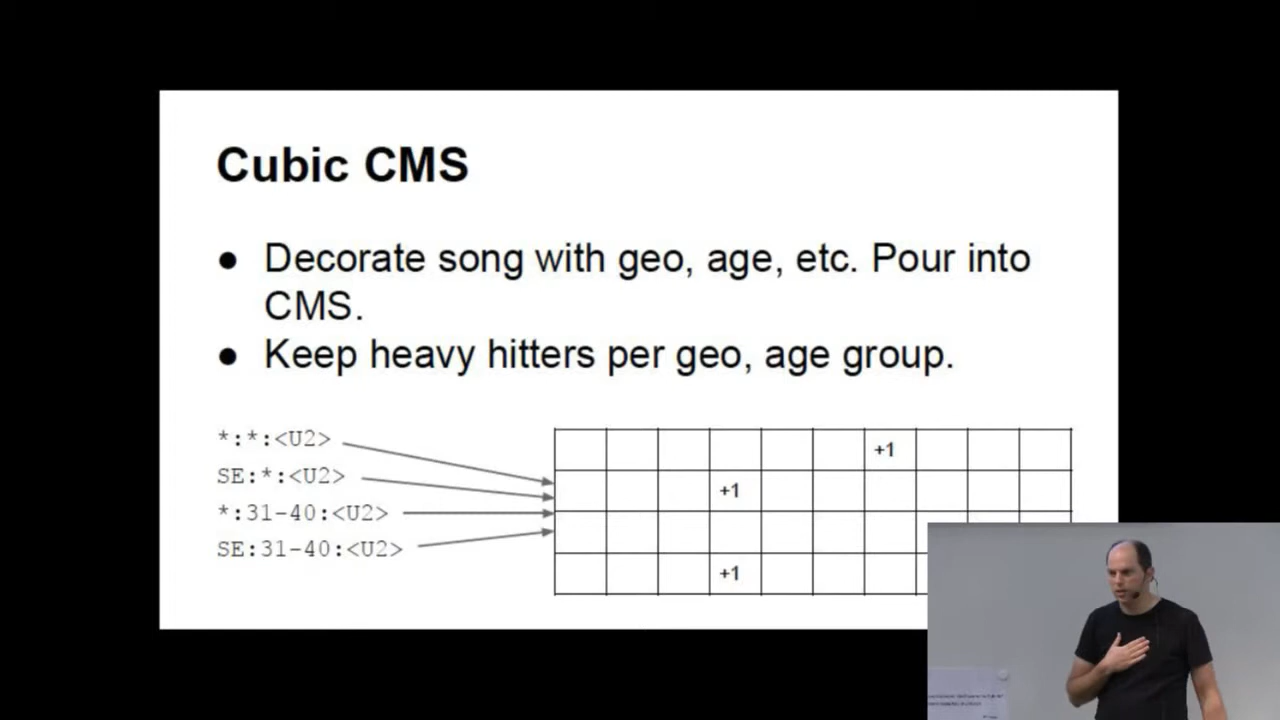 Cubic CMS
● Decorate song with geo, age, etc. Pour into
CMS.
● Keep heavy hitters per geo, age group.
*:*:<U2>
SE:*:<U2>
*:31-40:<U2>
SE:31-40:<U2>
+1
+1
+1